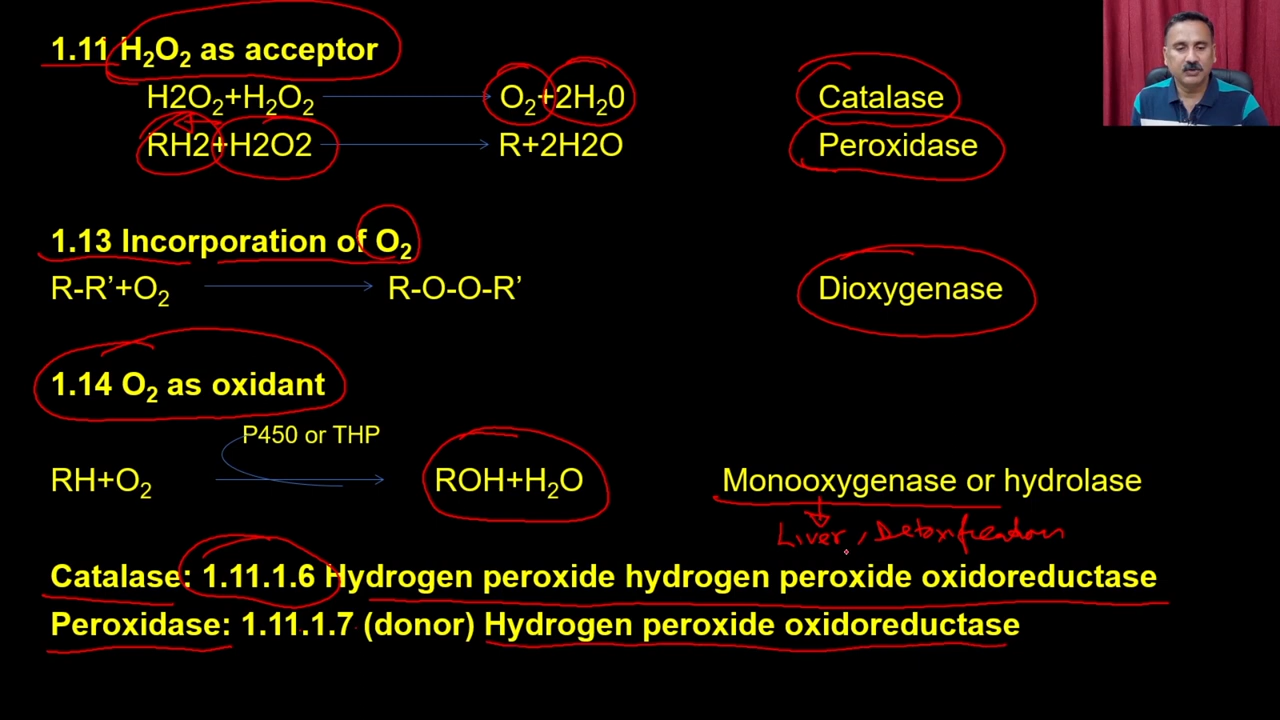 1.11 H₂O₂ as acceptor
H2O₂+H₂O₂ O₂+2H₂0 Catalase
RH2+H2O2 R+2H2O Peroxidase
1.13 Incorporation of O₂
R-R’+O₂ R-O-O-R’ Dioxygenase
1.14 O₂ as oxidant
P450 or THP
RH+O₂ ROH+H₂O Monooxygenase or hydrolase
Liver, Detoxification
Catalase: 1.11.1.6 Hydrogen peroxide hydrogen peroxide oxidoreductase
Peroxidase: 1.11.1.7 (donor) Hydrogen peroxide oxidoreductase